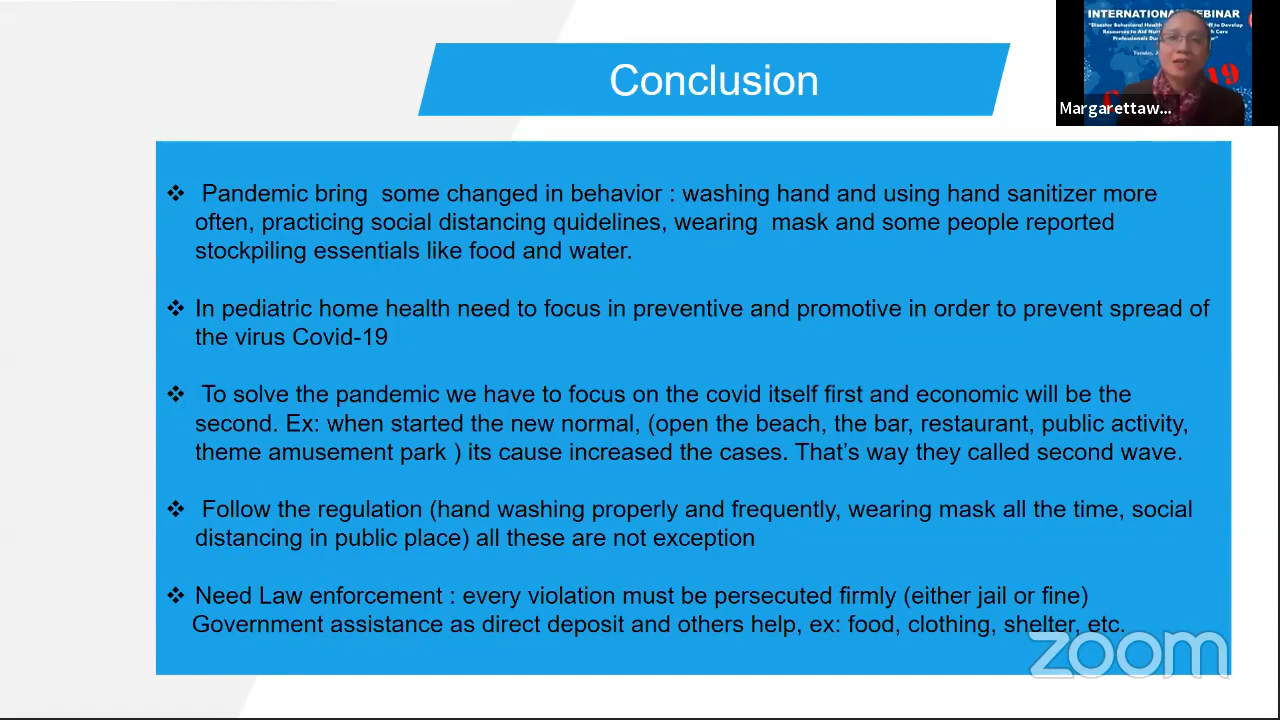 Conclusion
INTERNATIONAL WEBINAR
Margarettaw...
❖ Pandemic bring some changed in behavior : washing hand and using hand sanitizer more
often, practicing social distancing quidelines, wearing mask and some people reported
stockpiling essentials like food and water.
❖ In pediatric home health need to focus in preventive and promotive in order to prevent spread of
the virus Covid-19
❖ To solve the pandemic we have to focus on the covid itself first and economic will be the
second. Ex: when started the new normal, (open the beach, the bar, restaurant, public activity,
theme amusement park ) its cause increased the cases. That’s way they called second wave.
❖ Follow the regulation (hand washing properly and frequently, wearing mask all the time, social
distancing in public place) all these are not exception
❖ Need Law enforcement : every violation must be persecuted firmly (either jail or fine)
Government assistance as direct deposit and others help, ex: food, clothing, shelter, etc.
zoom